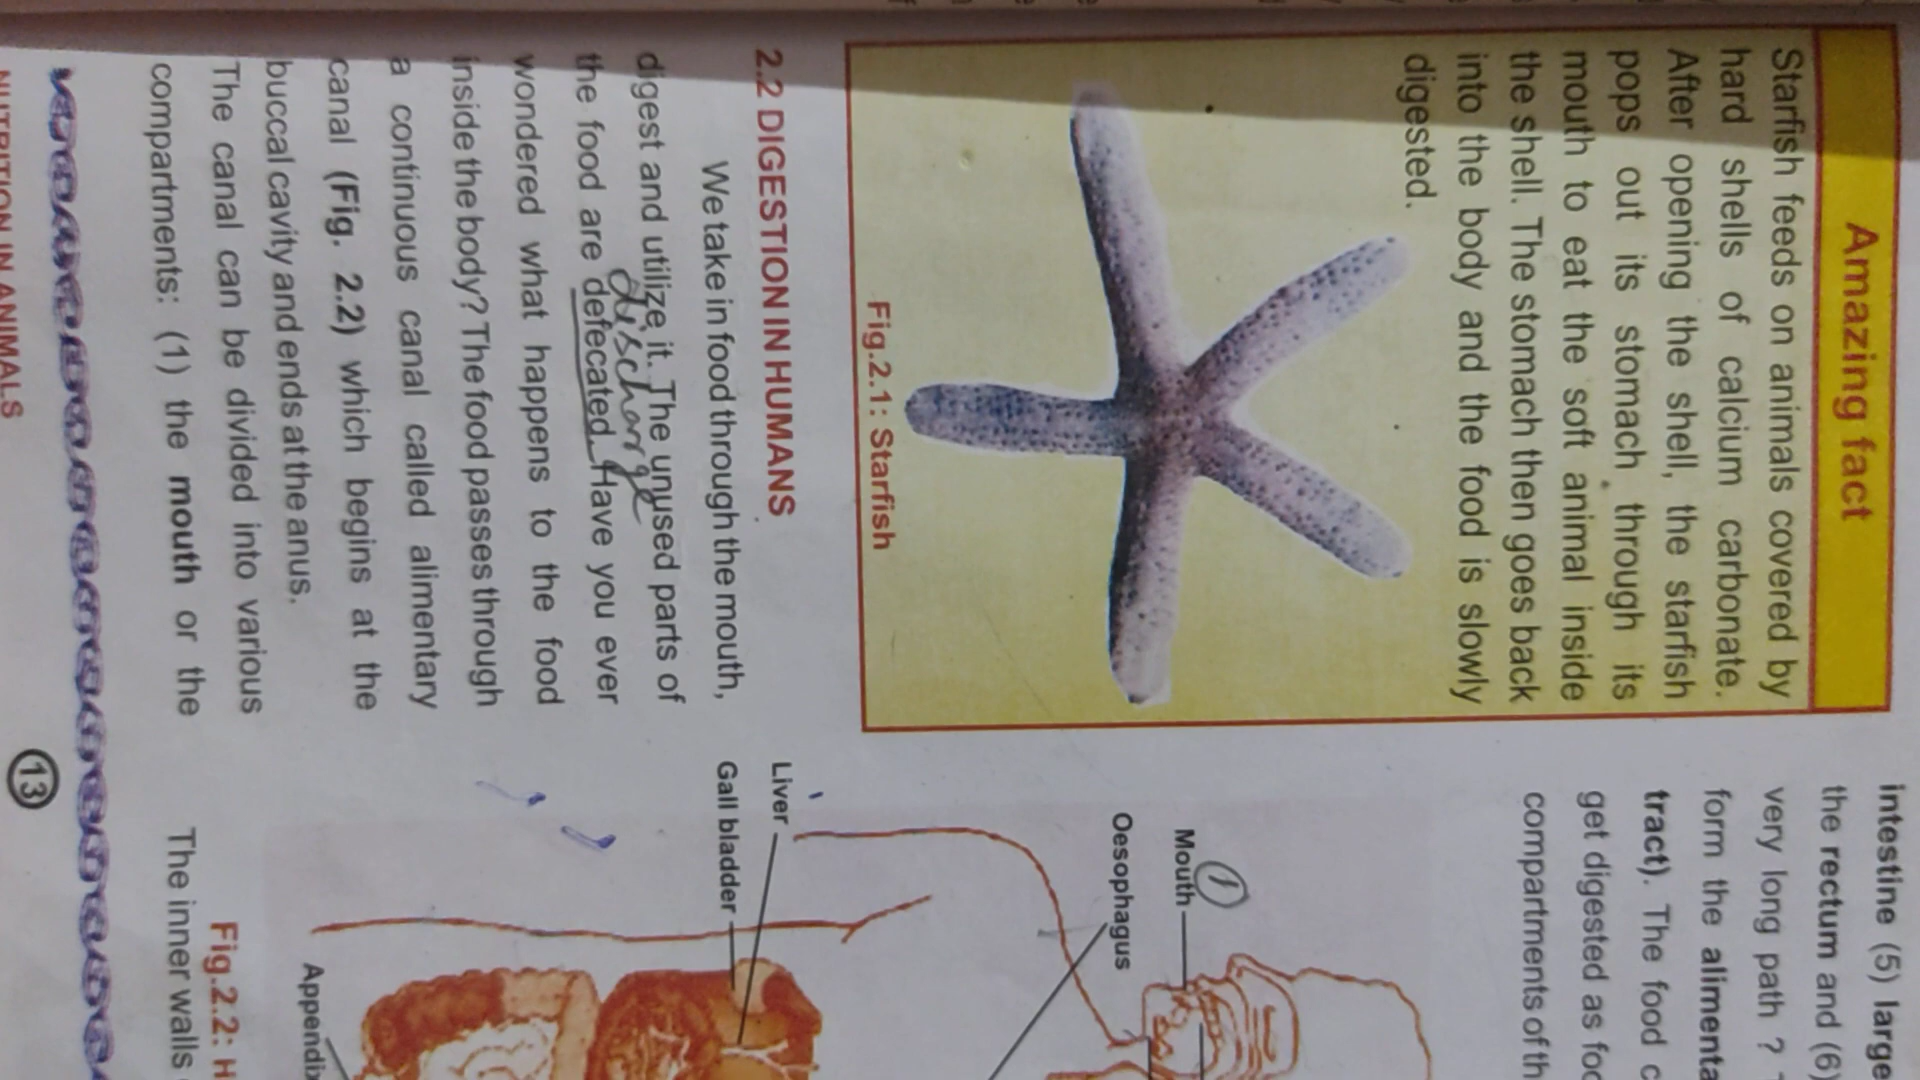 Amazing fact
Starfish feeds on animals covered by
hard shells of calcium carbonate.
After opening the shell, the starfish
pops out its stomach through its
mouth to eat the soft animal inside
the shell. The stomach then goes back
into the body and the food is slowly
digested.
Fig.2.1: Starfish
2.2 DIGESTION IN HUMANS
We take in food through the mouth,
digest and utilize it. The unused parts of
discharge
the food are defecated. Have you ever
wondered what happens to the food
inside the body? The food passes through
a continuous canal called alimentary
canal (Fig. 2.2) which begins at the
buccal cavity and ends at the anus.
The canal can be divided into various
compartments: (1) the mouth or the
intestine (5) large
the rectum and (6)
very long path ?
form the alimenta
tract). The food c
get digested as foo
compartments of th
1
Mouth
Oesophagus
Liver
Gall bladder
Appendix
Fig.2.2: H
The inner walls
NUTRITION IN ANIMALS
13